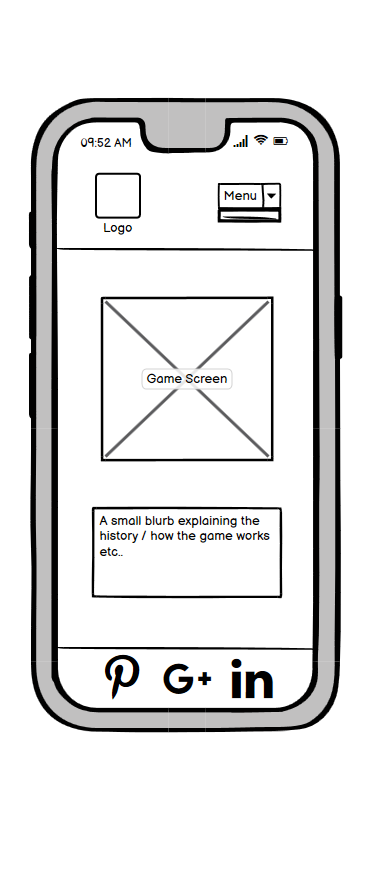 09:52 AM
Menu
Logo
Game Screen
A small blurb explaining the
history / how the game works
etc..
G+ in